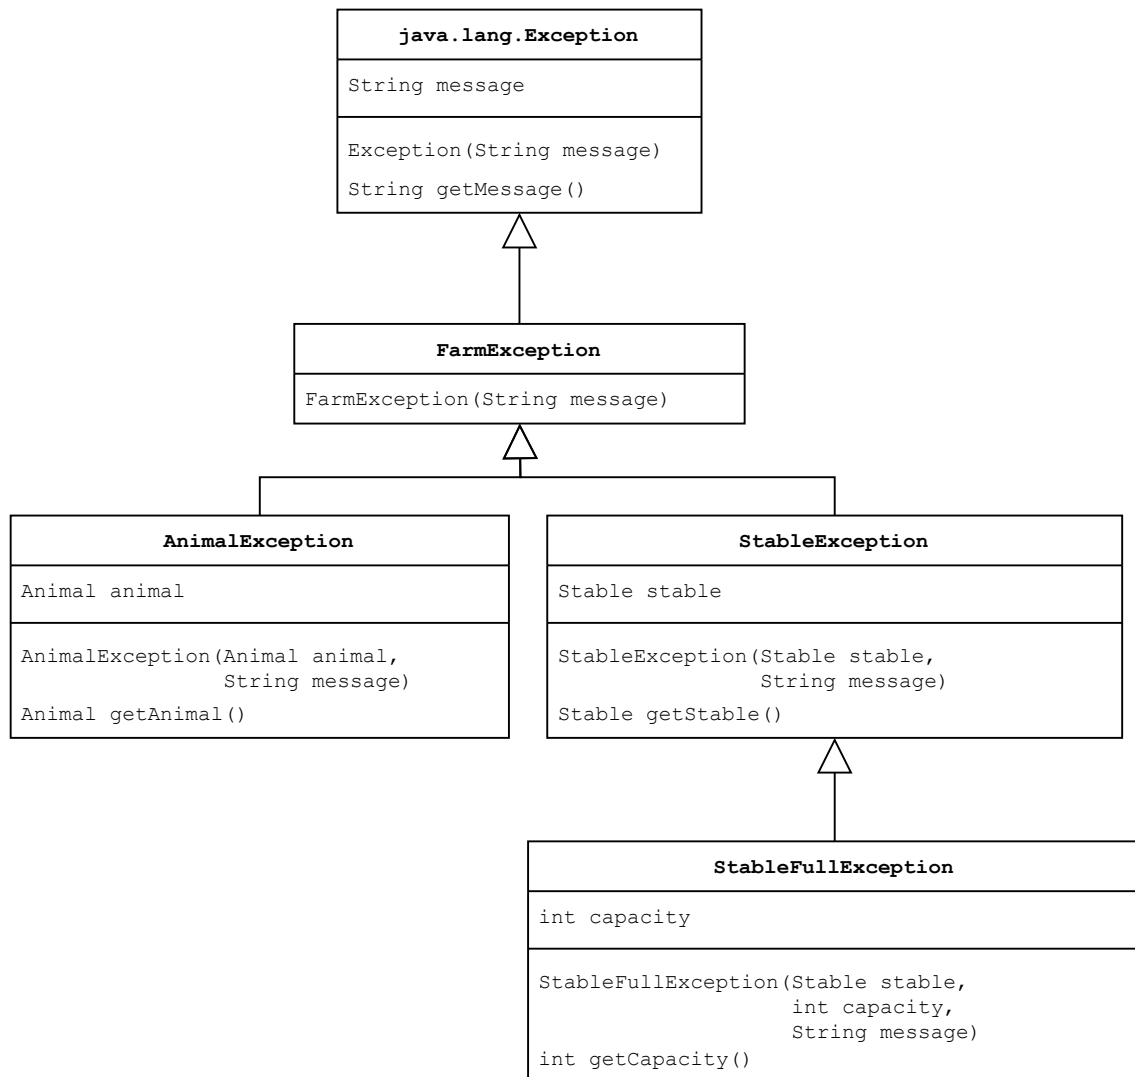 java.lang.Exception
String message
Exception(String message)
String getMessage()
FarmException
FarmException(String message)
AnimalException
Animal animal
AnimalException(Animal animal,
String message)
Animal getAnimal()
StableException
Stable stable
StableException(Stable stable,
String message)
Stable getStable()
StableFullException
int capacity
StableFullException(Stable stable,
int capacity,
String message)
int getCapacity()